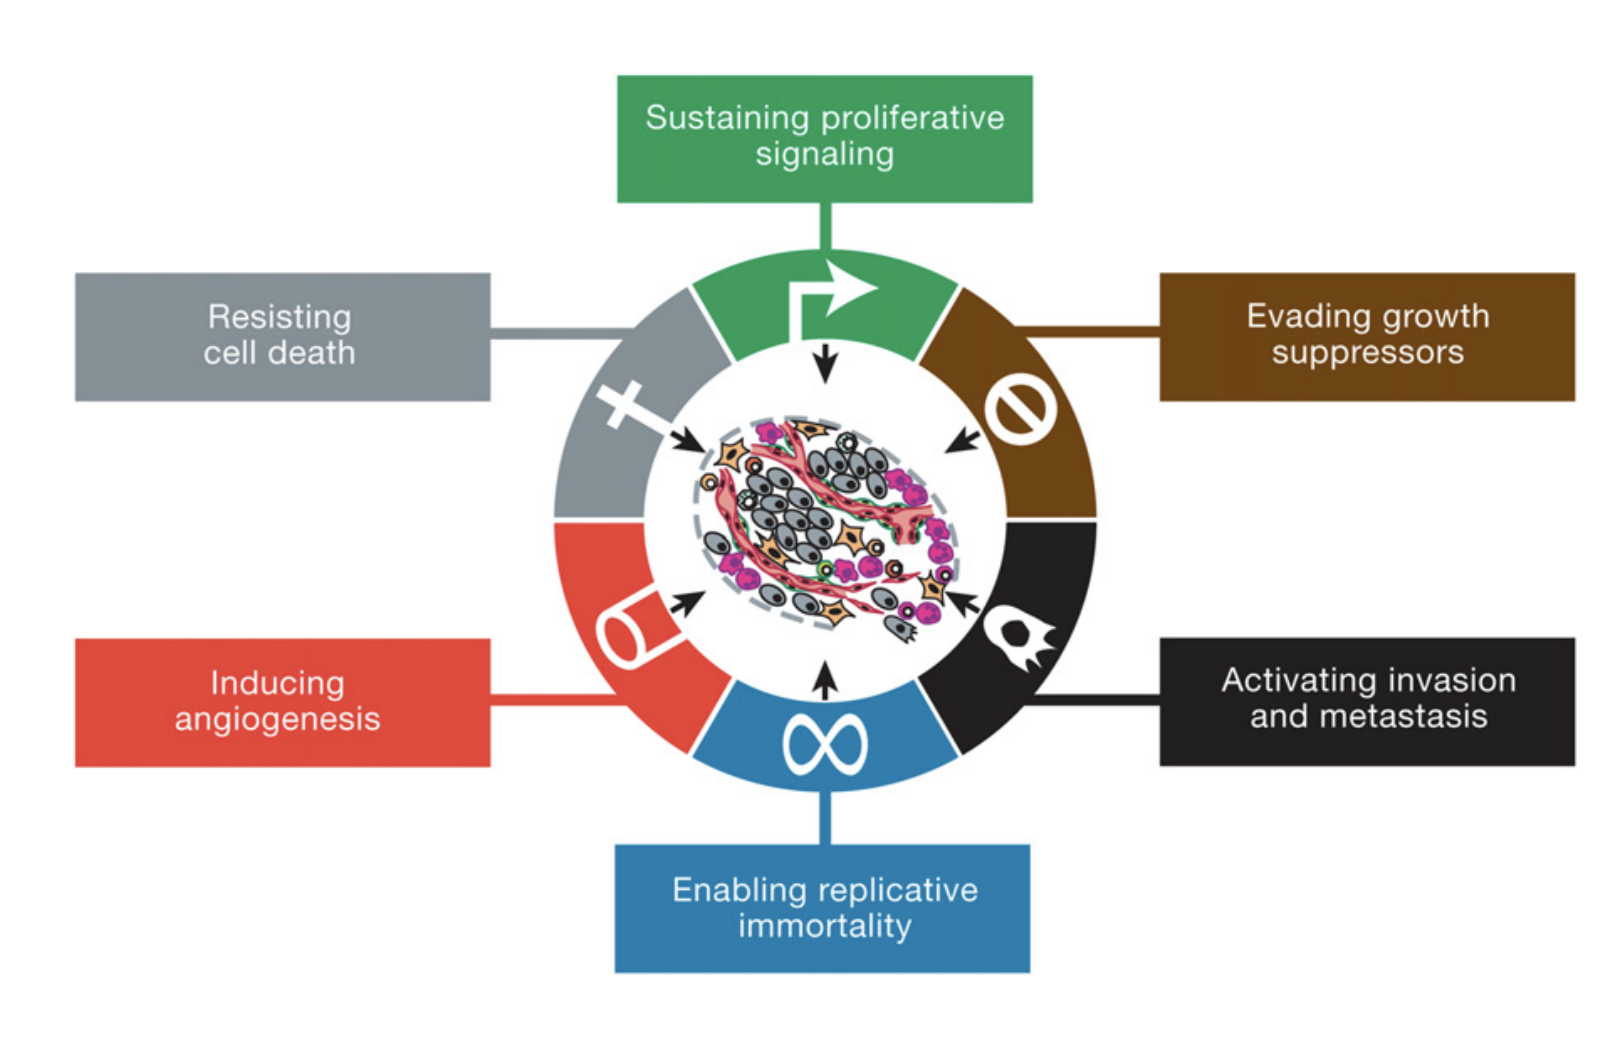 Sustaining proliferative
signaling
Resisting
cell death
Evading growth
suppressors
Inducing
angiogenesis
Activating invasion
and metastasis
Enabling replicative
immortality